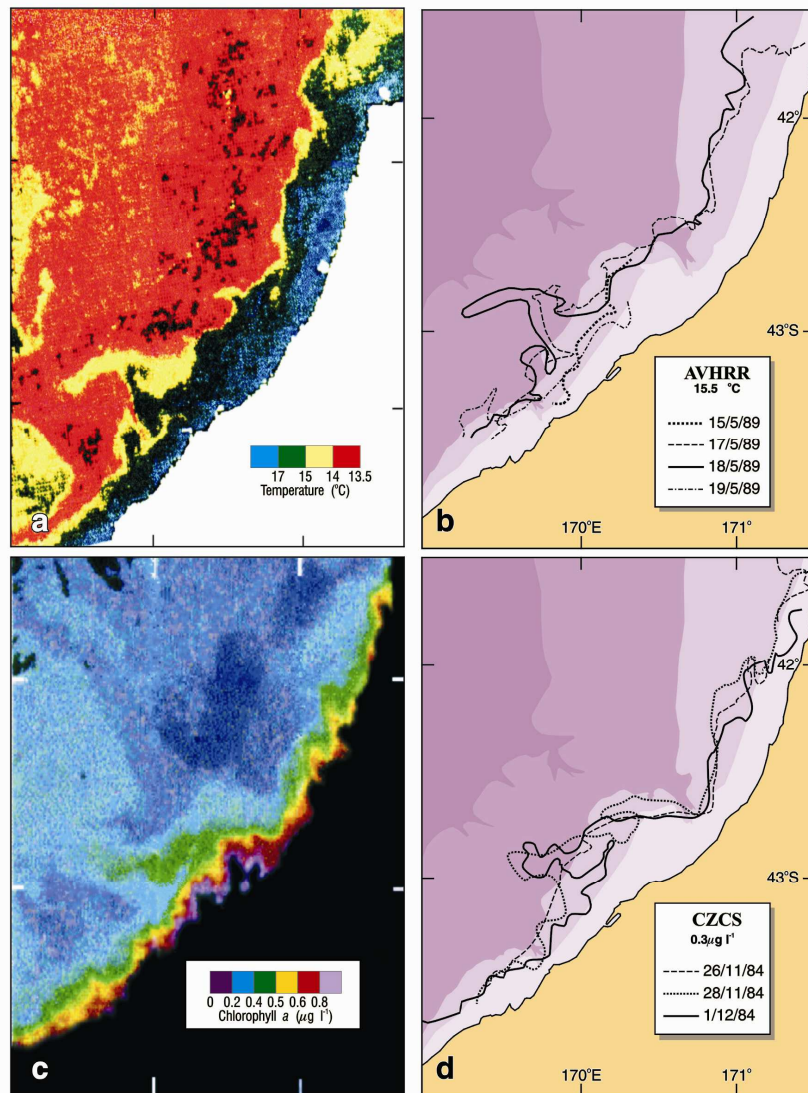 17 15 14 13.5
Temperature (°C)
a
42°
43°S
AVHRR
15.5 °C
15/5/89
17/5/89
18/5/89
19/5/89
170°E 171°
b
0 0.2 0.4 0.5 0.6 0.8
Chlorophyll a (μg l⁻¹)
c
42°
43°S
CZCS
0.3μg l⁻¹
26/11/84
28/11/84
1/12/84
170°E 171°
d